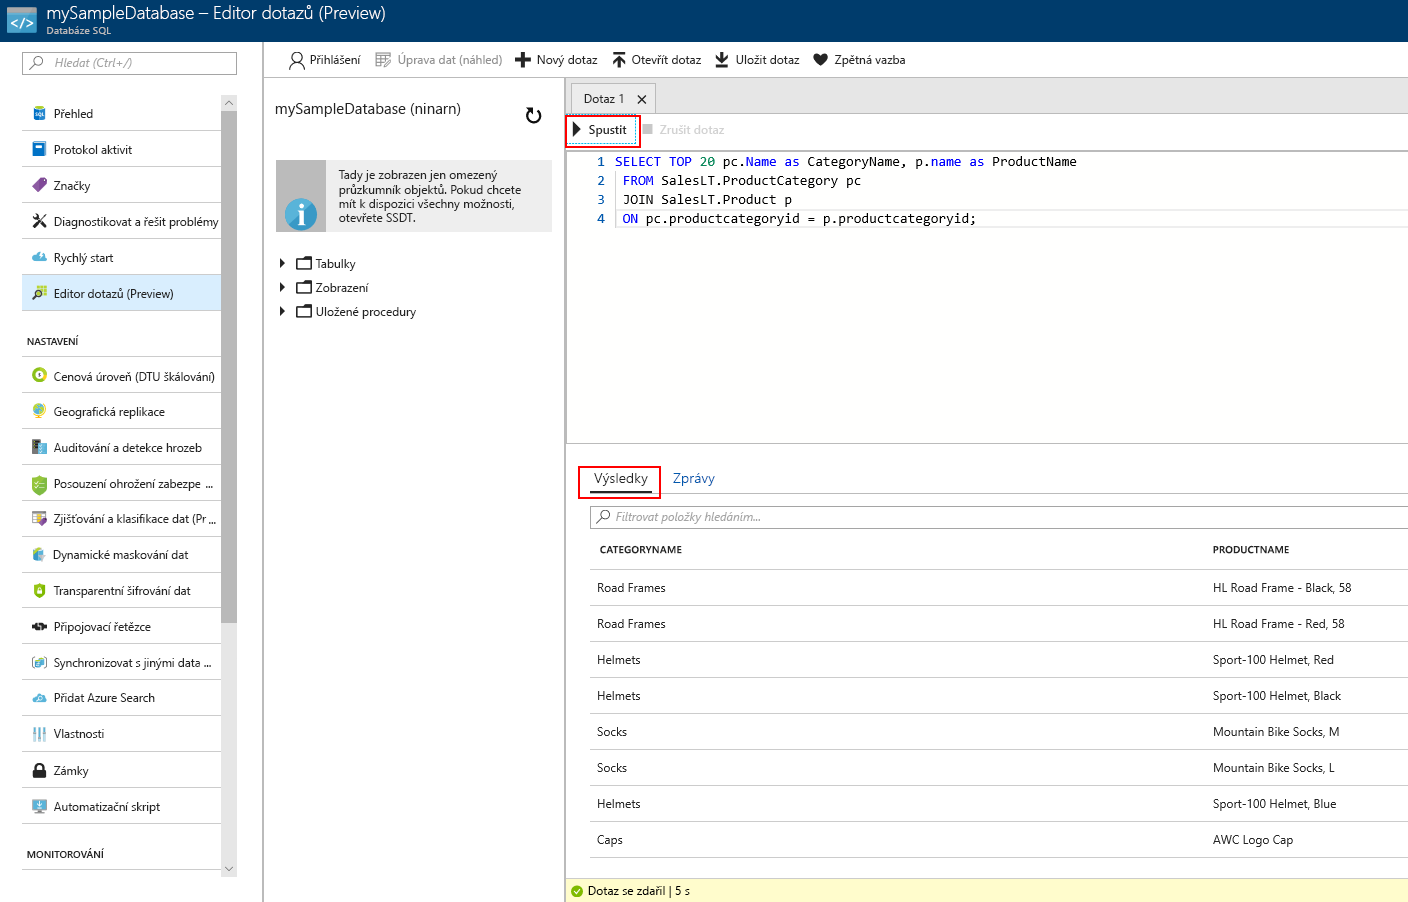 mySampleDatabase – Editor dotazů (Preview)
Databáze SQL
Hledat (Ctrl+/)
Přehled
Protokol aktivit
Značky
Diagnostikovat a řešit problémy
Rychlý start
Editor dotazů (Preview)
NASTAVENÍ
Cenová úroveň (DTU škálování)
Geografická replikace
Auditování a detekce hrozeb
Posouzení ohrožení zabezpe ...
Zjišťování a klasifikace dat (Pr ...
Dynamické maskování dat
Transparentní šifrování dat
Připojovací řetězce
Synchronizovat s jinými data ...
Přidat Azure Search
Vlastnosti
Zámky
Automatizační skript
MONITOROVÁNÍ
Přihlášení Úprava dat (náhled) Nový dotaz Otevřít dotaz Uložit dotaz Zpětná vazba
mySampleDatabase (ninarn)
Tady je zobrazen jen omezený
průzkumník objektů. Pokud chcete
mít k dispozici všechny možnosti,
otevřete SSDT.
Tabulky
Zobrazení
Uložené procedury
Dotaz 1
Spustit Zrušit dotaz
1 SELECT TOP 20 pc.Name as CategoryName, p.name as ProductName
2 FROM SalesLT.ProductCategory pc
3 JOIN SalesLT.Product p
4 ON pc.productcategoryid = p.productcategoryid;
Výsledky Zprávy
Filtrovat položky hledáním...
CATEGORYNAME PRODUCTNAME
Road Frames HL Road Frame - Black, 58
Road Frames HL Road Frame - Red, 58
Helmets Sport-100 Helmet, Red
Helmets Sport-100 Helmet, Black
Socks Mountain Bike Socks, M
Socks Mountain Bike Socks, L
Helmets Sport-100 Helmet, Blue
Caps AWC Logo Cap
Dotaz se zdařil | 5 s